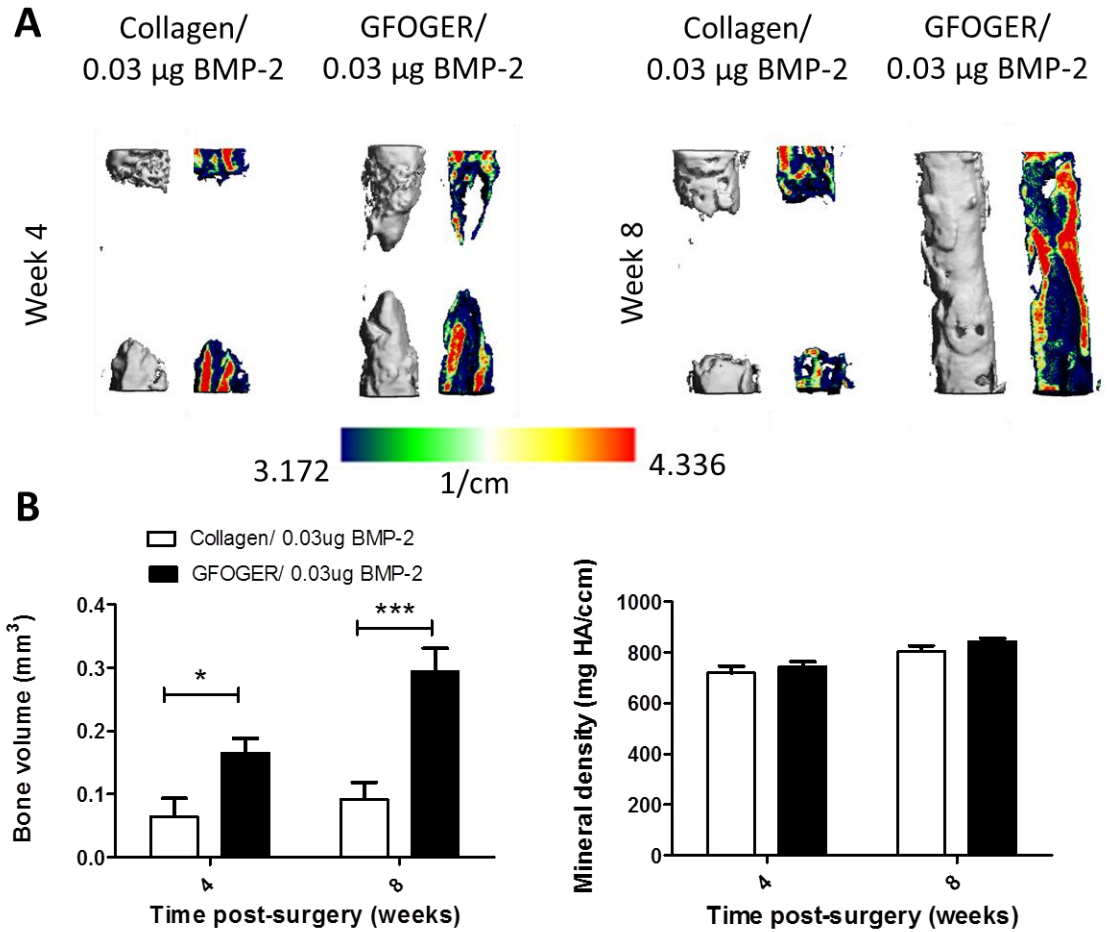 A
Collagen/
0.03 µg BMP-2
GFOGER/
0.03 µg BMP-2
Collagen/
0.03 µg BMP-2
GFOGER/
0.03 µg BMP-2
Week 4
Week 8
3.172
1/cm
4.336
B
Collagen/ 0.03ug BMP-2
GFOGER/ 0.03ug BMP-2
Bone volume (mm³)
0.4
0.3
0.2
0.1
0.0
*
***
4
8
Time post-surgery (weeks)
Mineral density (mg HA/ccm)
1000
800
600
400
200
0
4
8
Time post-surgery (weeks)